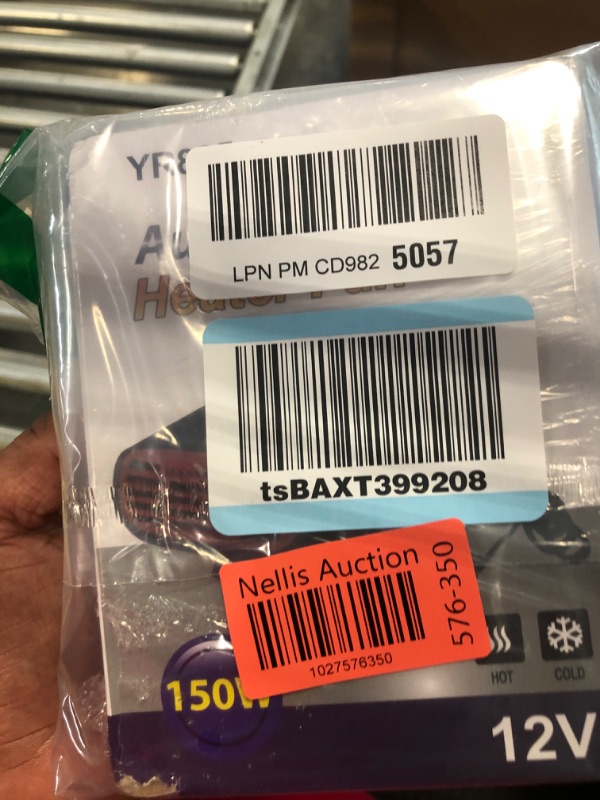 LPN PM CD982 5057
tsBAXT399208
Nellis Auction
576-350
1027576350
HOT
COLD
150W
12V